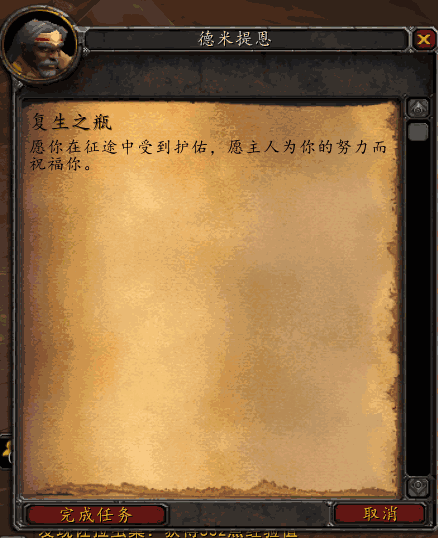 德米提恩
复生之瓶
愿你在征途中受到护佑，愿主人为你的努力而
祝福你。
完成任务
取消